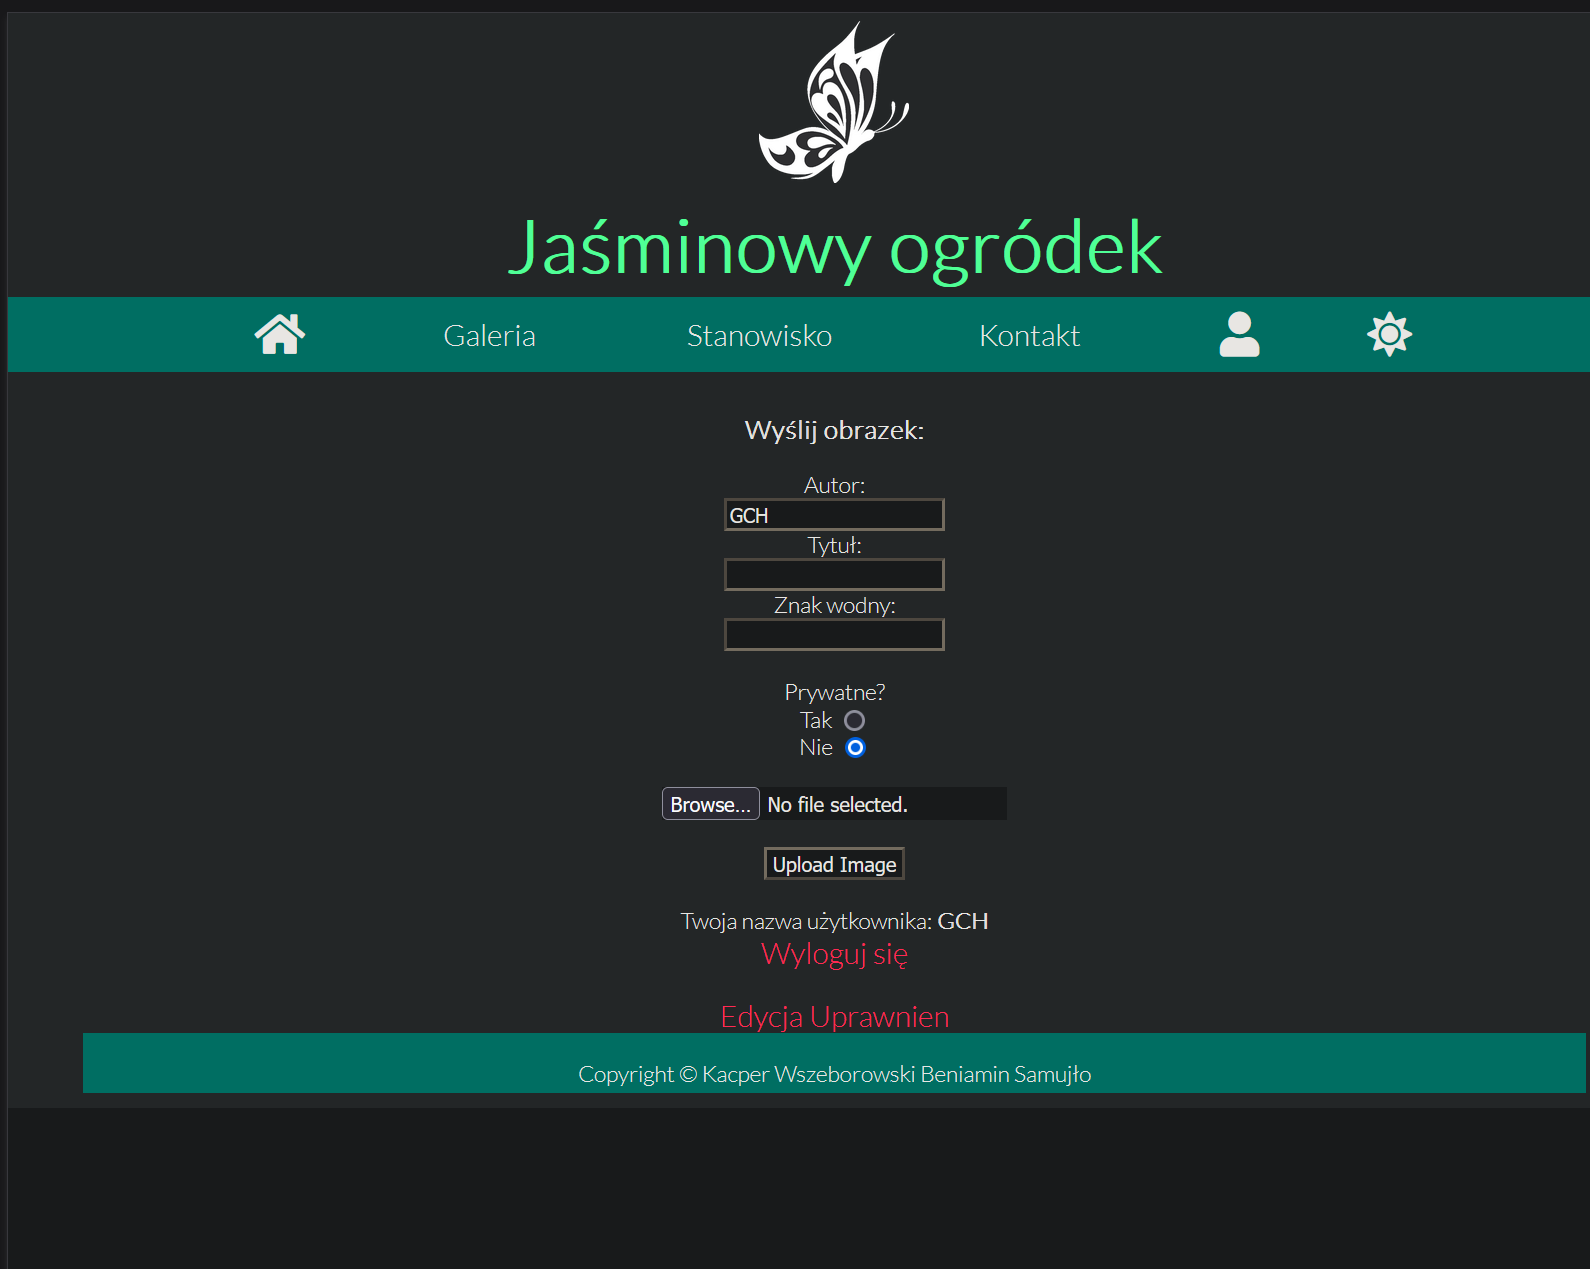 Jaśminowy ogródek
Galeria Stanowisko Kontakt
Wyślij obrazek:
Autor:
GCH
Tytuł:
Znak wodny:
Prywatne?
Tak
Nie
Browse... No file selected.
Upload Image
Twoja nazwa użytkownika: GCH
Wyloguj się
Edycja Uprawnien
Copyright © Kacper Wszeborowski Beniamin Samujło